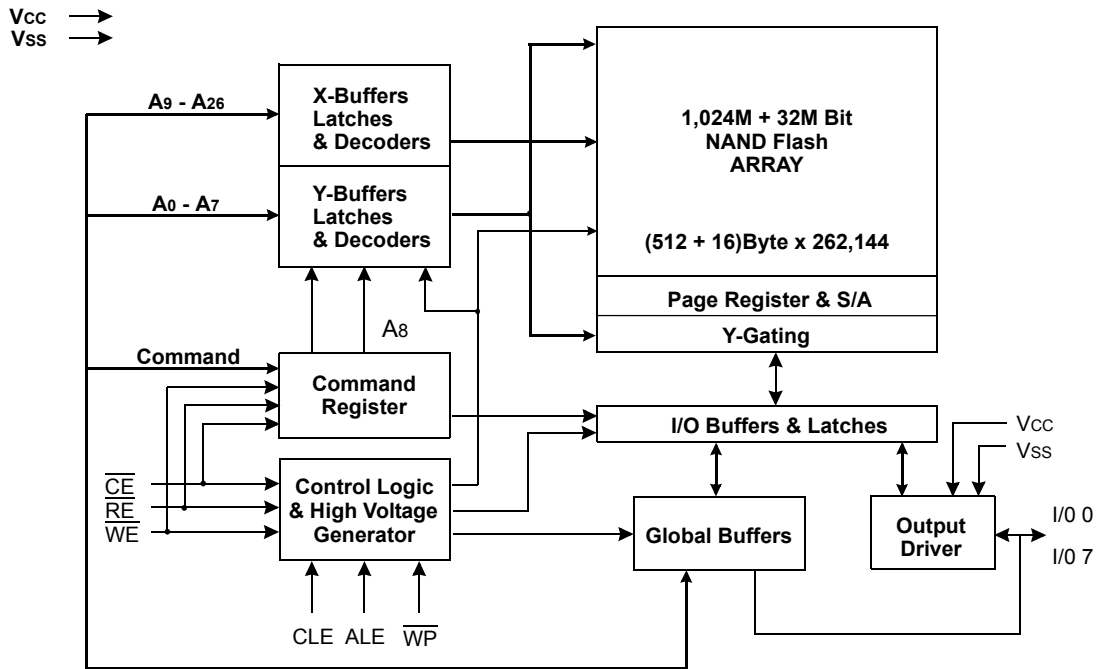 VCC
VSS
A9 - A26
X-Buffers
Latches
& Decoders
A0 - A7
Y-Buffers
Latches
& Decoders
1,024M + 32M Bit
NAND Flash
ARRAY
(512 + 16)Byte x 262,144
Page Register & S/A
Y-Gating
A8
Command
Command
Register
I/O Buffers & Latches
VCC
VSS
CE
RE
WE
Control Logic
& High Voltage
Generator
Global Buffers
Output
Driver
I/0 0
I/0 7
CLE
ALE
WP